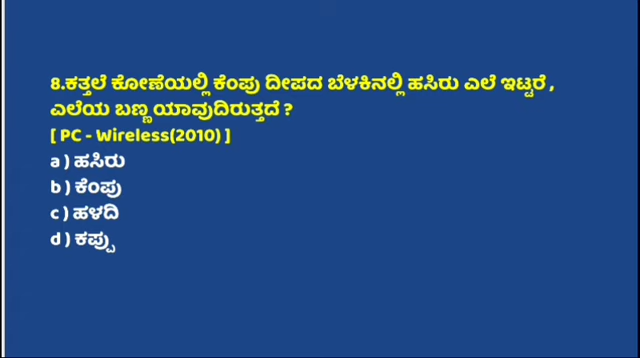 8.ಕತ್ತಲೆ ಕೋಣೆಯಲ್ಲಿ ಕೆಂಪು ದೀಪದ ಬೆಳಕಿನಲ್ಲಿ ಹಸಿರು ಎಲೆ ಇಟ್ಟರೆ ,
ಎಲೆಯ ಬಣ್ಣ ಯಾವುದಿರುತ್ತದೆ ?
[ PC - Wireless(2010) ]
a ) ಹಸಿರು
b ) ಕೆಂಪು
c ) ಹಳದಿ
d ) ಕಪ್ಪು